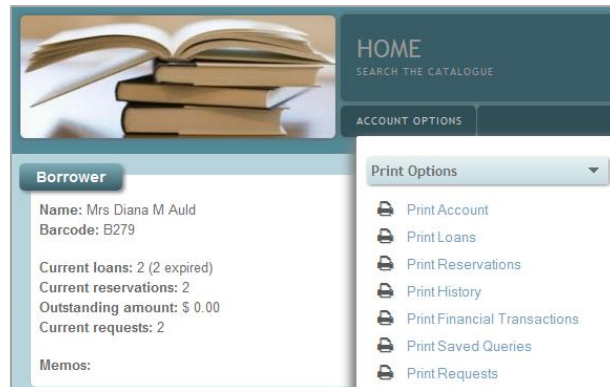 HOME
SEARCH THE CATALOGUE
ACCOUNT OPTIONS
Borrower
Name: Mrs Diana M Auld
Barcode: B279
Current loans: 2 (2 expired)
Current reservations: 2
Outstanding amount: $ 0.00
Current requests: 2
Memos:
Print Options
Print Account
Print Loans
Print Reservations
Print History
Print Financial Transactions
Print Saved Queries
Print Requests